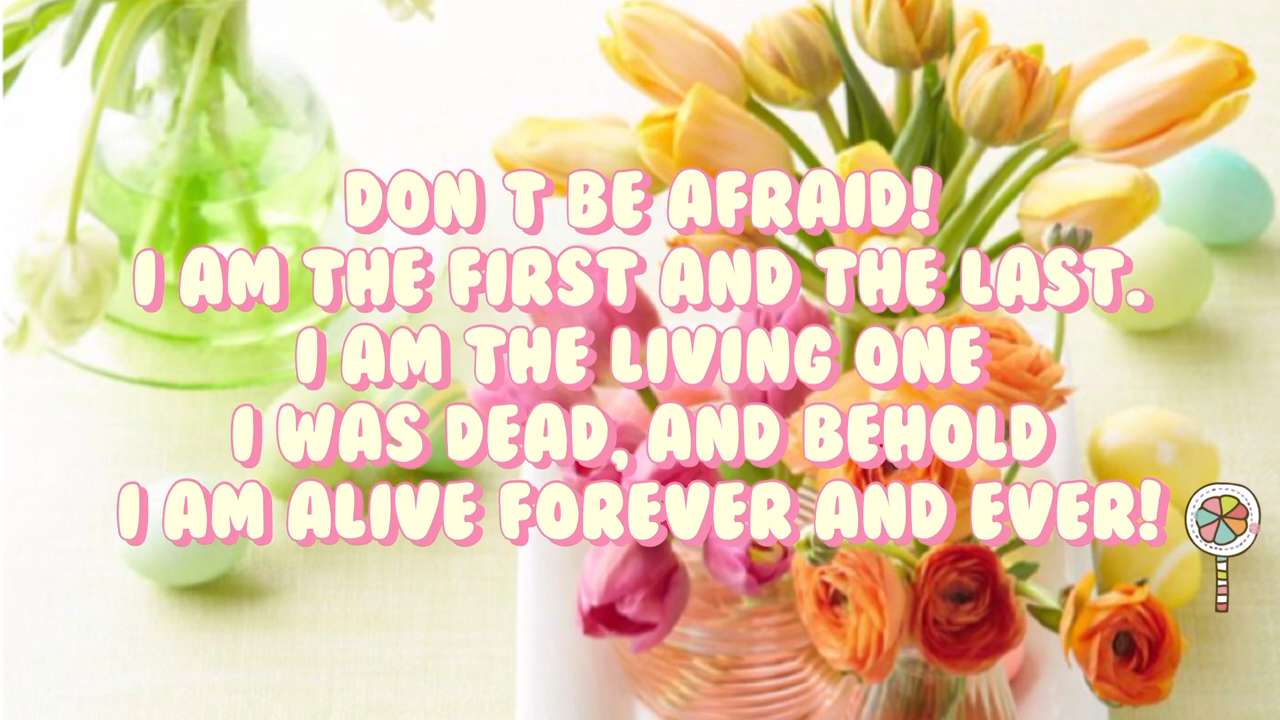 DON T BE AFRAID!
I AM THE FIRST AND THE LAST.
I AM THE LIVING ONE
I WAS DEAD, AND BEHOLD
I AM ALIVE FOREVER AND EVER!